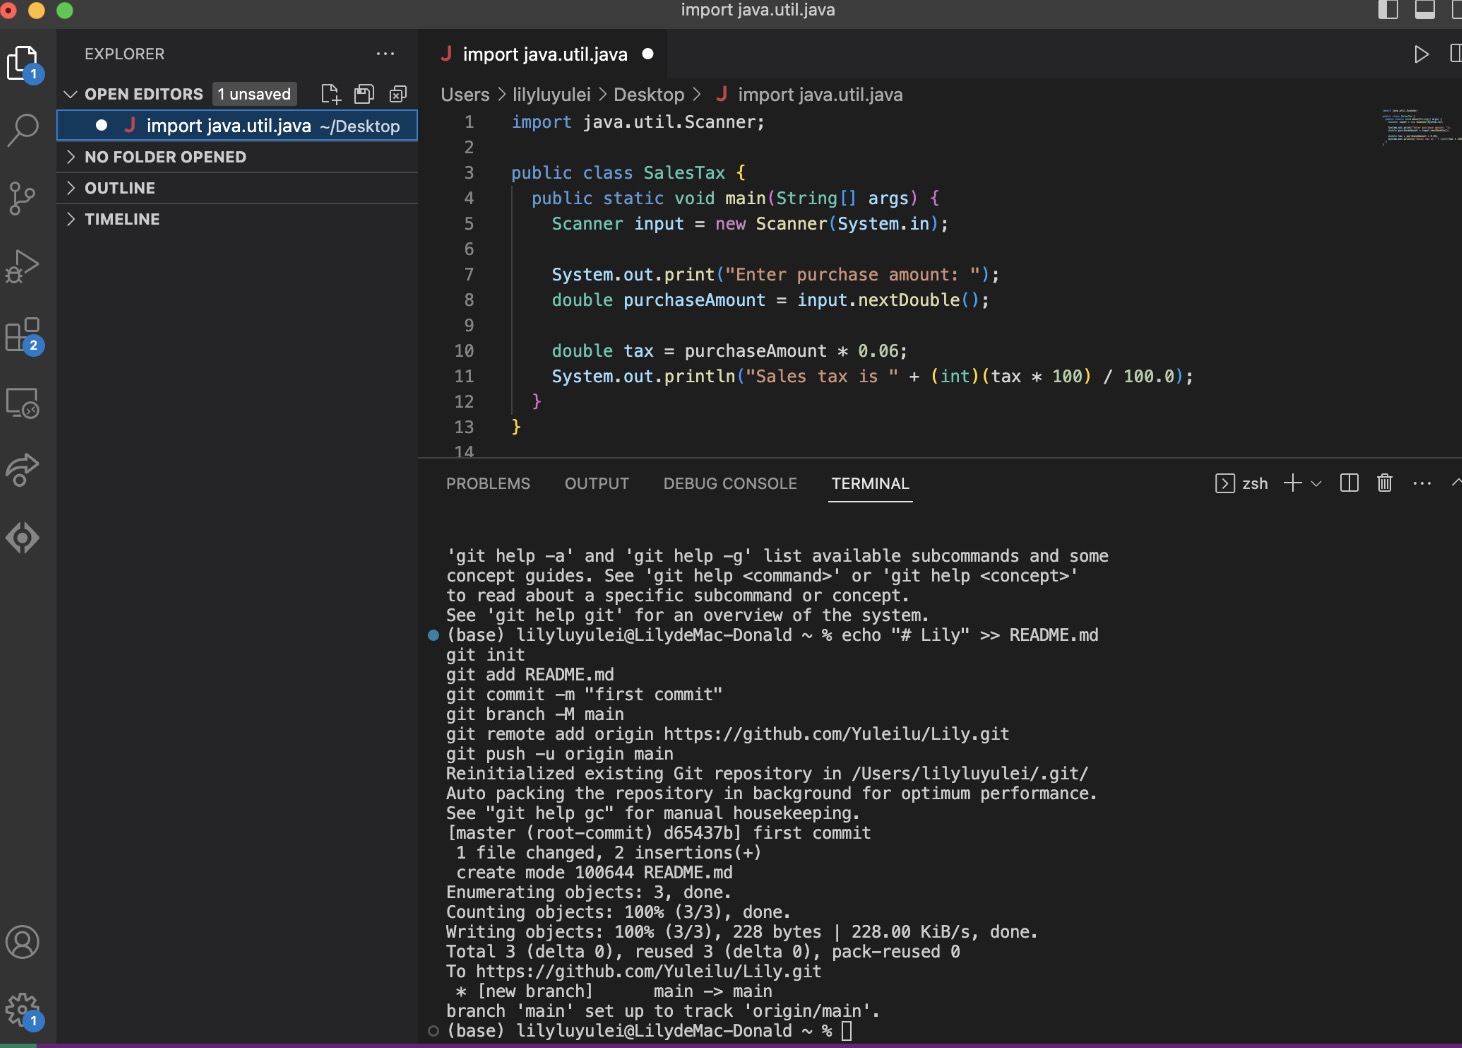 import java.util.java
EXPLORER
OPEN EDITORS 1 unsaved
J import java.util.java ~/Desktop
NO FOLDER OPENED
OUTLINE
TIMELINE
1
2
2
1
J import java.util.java
Users > lilyluyulei > Desktop > J import java.util.java
1 import java.util.Scanner;
2
3 public class SalesTax {
4 public static void main(String[] args) {
5 Scanner input = new Scanner(System.in);
6
7 System.out.print("Enter purchase amount: ");
8 double purchaseAmount = input.nextDouble();
9
10 double tax = purchaseAmount * 0.06;
11 System.out.println("Sales tax is " + (int)(tax * 100) / 100.0);
12 }
13 }
14
PROBLEMS OUTPUT DEBUG CONSOLE TERMINAL zsh
'git help -a' and 'git help -g' list available subcommands and some
concept guides. See 'git help <command>' or 'git help <concept>'
to read about a specific subcommand or concept.
See 'git help git' for an overview of the system.
(base) lilyluyulei@LilydeMac-Donald ~ % echo "# Lily" >> README.md
git init
git add README.md
git commit -m "first commit"
git branch -M main
git remote add origin https://github.com/Yuleilu/Lily.git
git push -u origin main
Reinitialized existing Git repository in /Users/lilyluyulei/.git/
Auto packing the repository in background for optimum performance.
See "git help gc" for manual housekeeping.
[master (root-commit) d65437b] first commit
1 file changed, 2 insertions(+)
create mode 100644 README.md
Enumerating objects: 3, done.
Counting objects: 100% (3/3), done.
Writing objects: 100% (3/3), 228 bytes | 228.00 KiB/s, done.
Total 3 (delta 0), reused 3 (delta 0), pack-reused 0
To https://github.com/Yuleilu/Lily.git
* [new branch] main -> main
branch 'main' set up to track 'origin/main'.
(base) lilyluyulei@LilydeMac-Donald ~ %